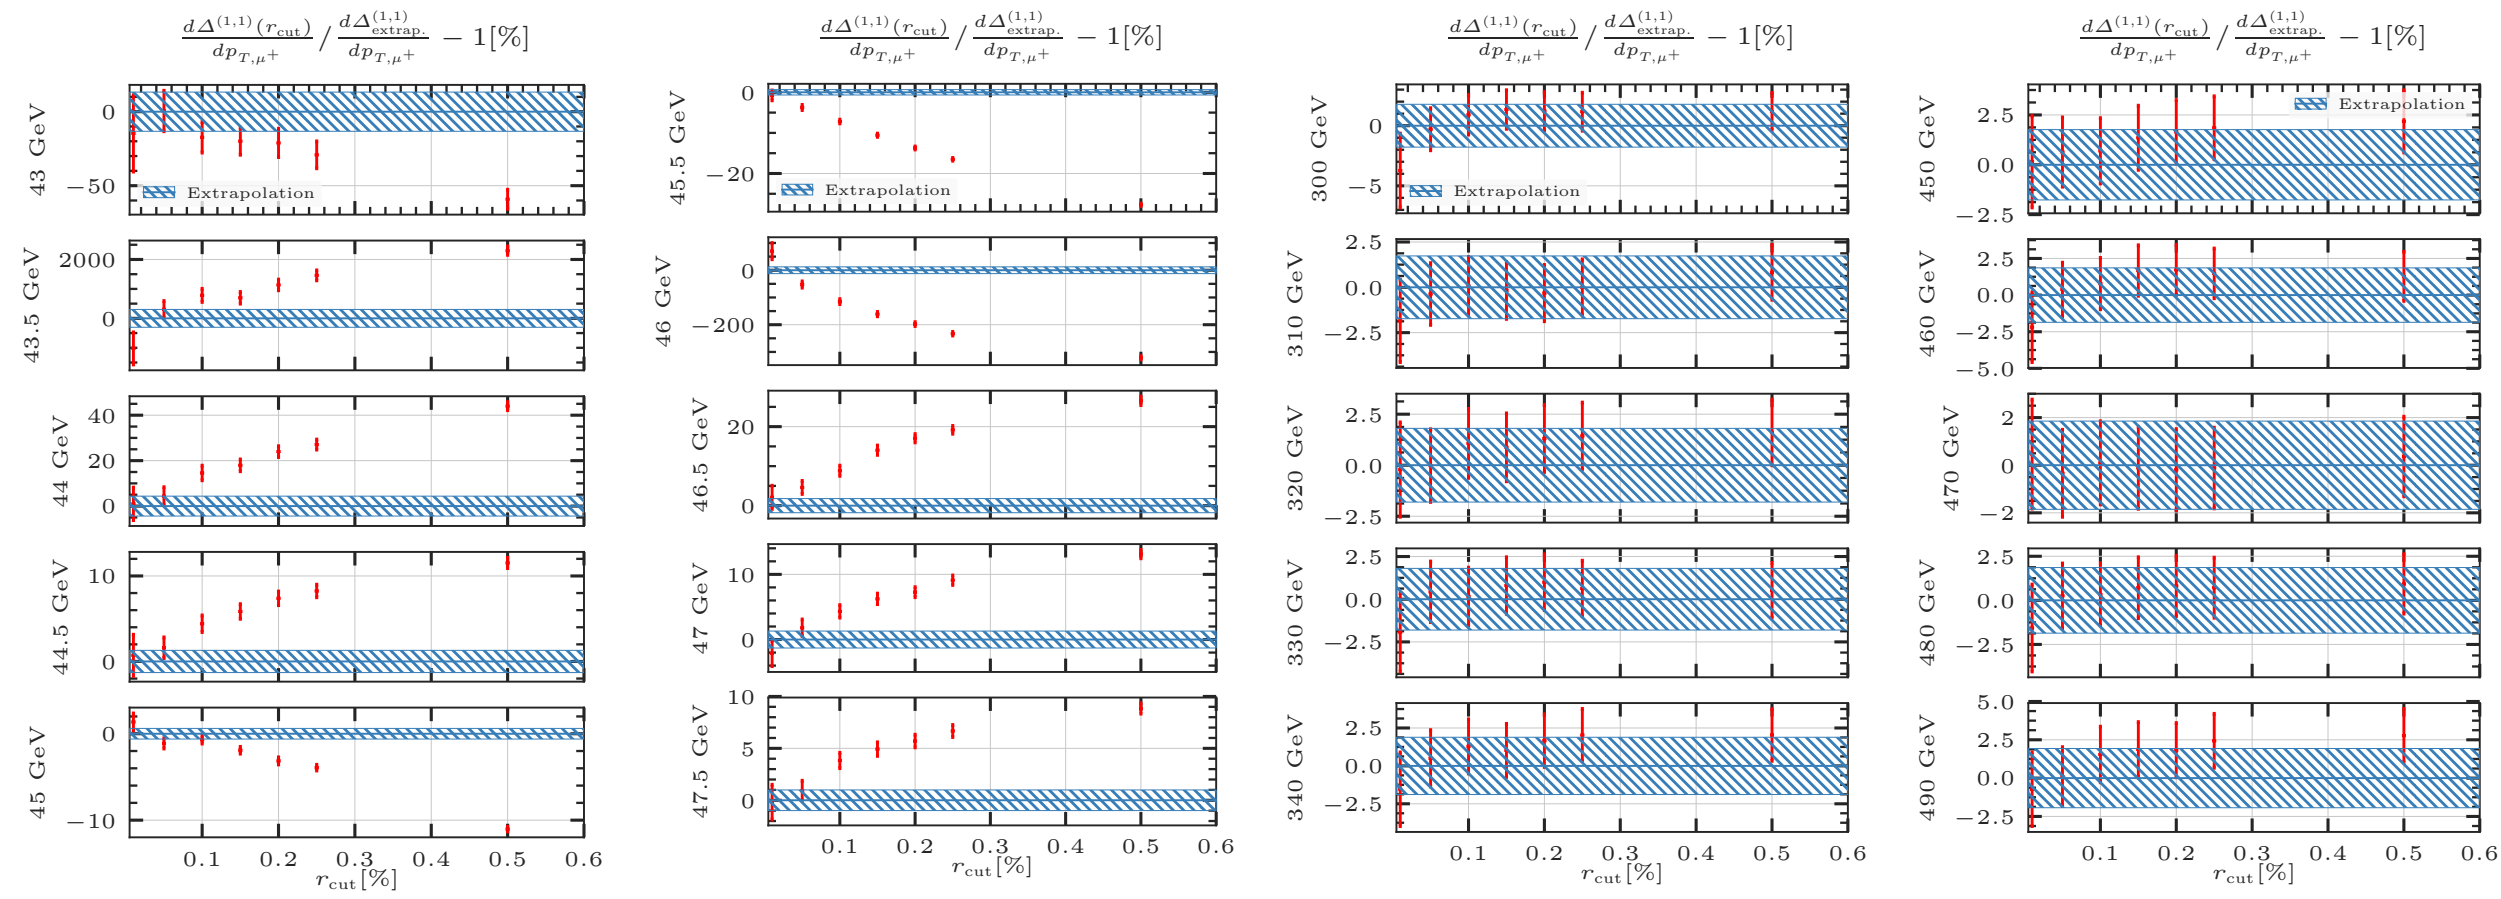 dΔ^(1,1)(r_cut)/dp_T,μ+ / dΔ^(1,1)_extrap./dp_T,μ+ − 1[%]
43 GeV
0
−50
Extrapolation
43.5 GeV
2000
0
44 GeV
40
20
0
44.5 GeV
10
0
45 GeV
0
−10
0.1 0.2 0.3 0.4 0.5 0.6
r_cut[%]
dΔ^(1,1)(r_cut)/dp_T,μ+ / dΔ^(1,1)_extrap./dp_T,μ+ − 1[%]
45.5 GeV
0
−20
Extrapolation
46 GeV
0
−200
46.5 GeV
20
0
47 GeV
10
0
47.5 GeV
10
5
0
0.1 0.2 0.3 0.4 0.5 0.6
r_cut[%]
dΔ^(1,1)(r_cut)/dp_T,μ+ / dΔ^(1,1)_extrap./dp_T,μ+ − 1[%]
300 GeV
0
−5
Extrapolation
310 GeV
2.5
0.0
−2.5
320 GeV
2.5
0.0
−2.5
330 GeV
2.5
0.0
−2.5
340 GeV
2.5
0.0
−2.5
0.1 0.2 0.3 0.4 0.5 0.6
r_cut[%]
dΔ^(1,1)(r_cut)/dp_T,μ+ / dΔ^(1,1)_extrap./dp_T,μ+ − 1[%]
450 GeV
Extrapolation
2.5
0.0
−2.5
460 GeV
2.5
0.0
−2.5
−5.0
470 GeV
2
0
−2
480 GeV
2.5
0.0
−2.5
490 GeV
5.0
2.5
0.0
−2.5
0.1 0.2 0.3 0.4 0.5 0.6
r_cut[%]